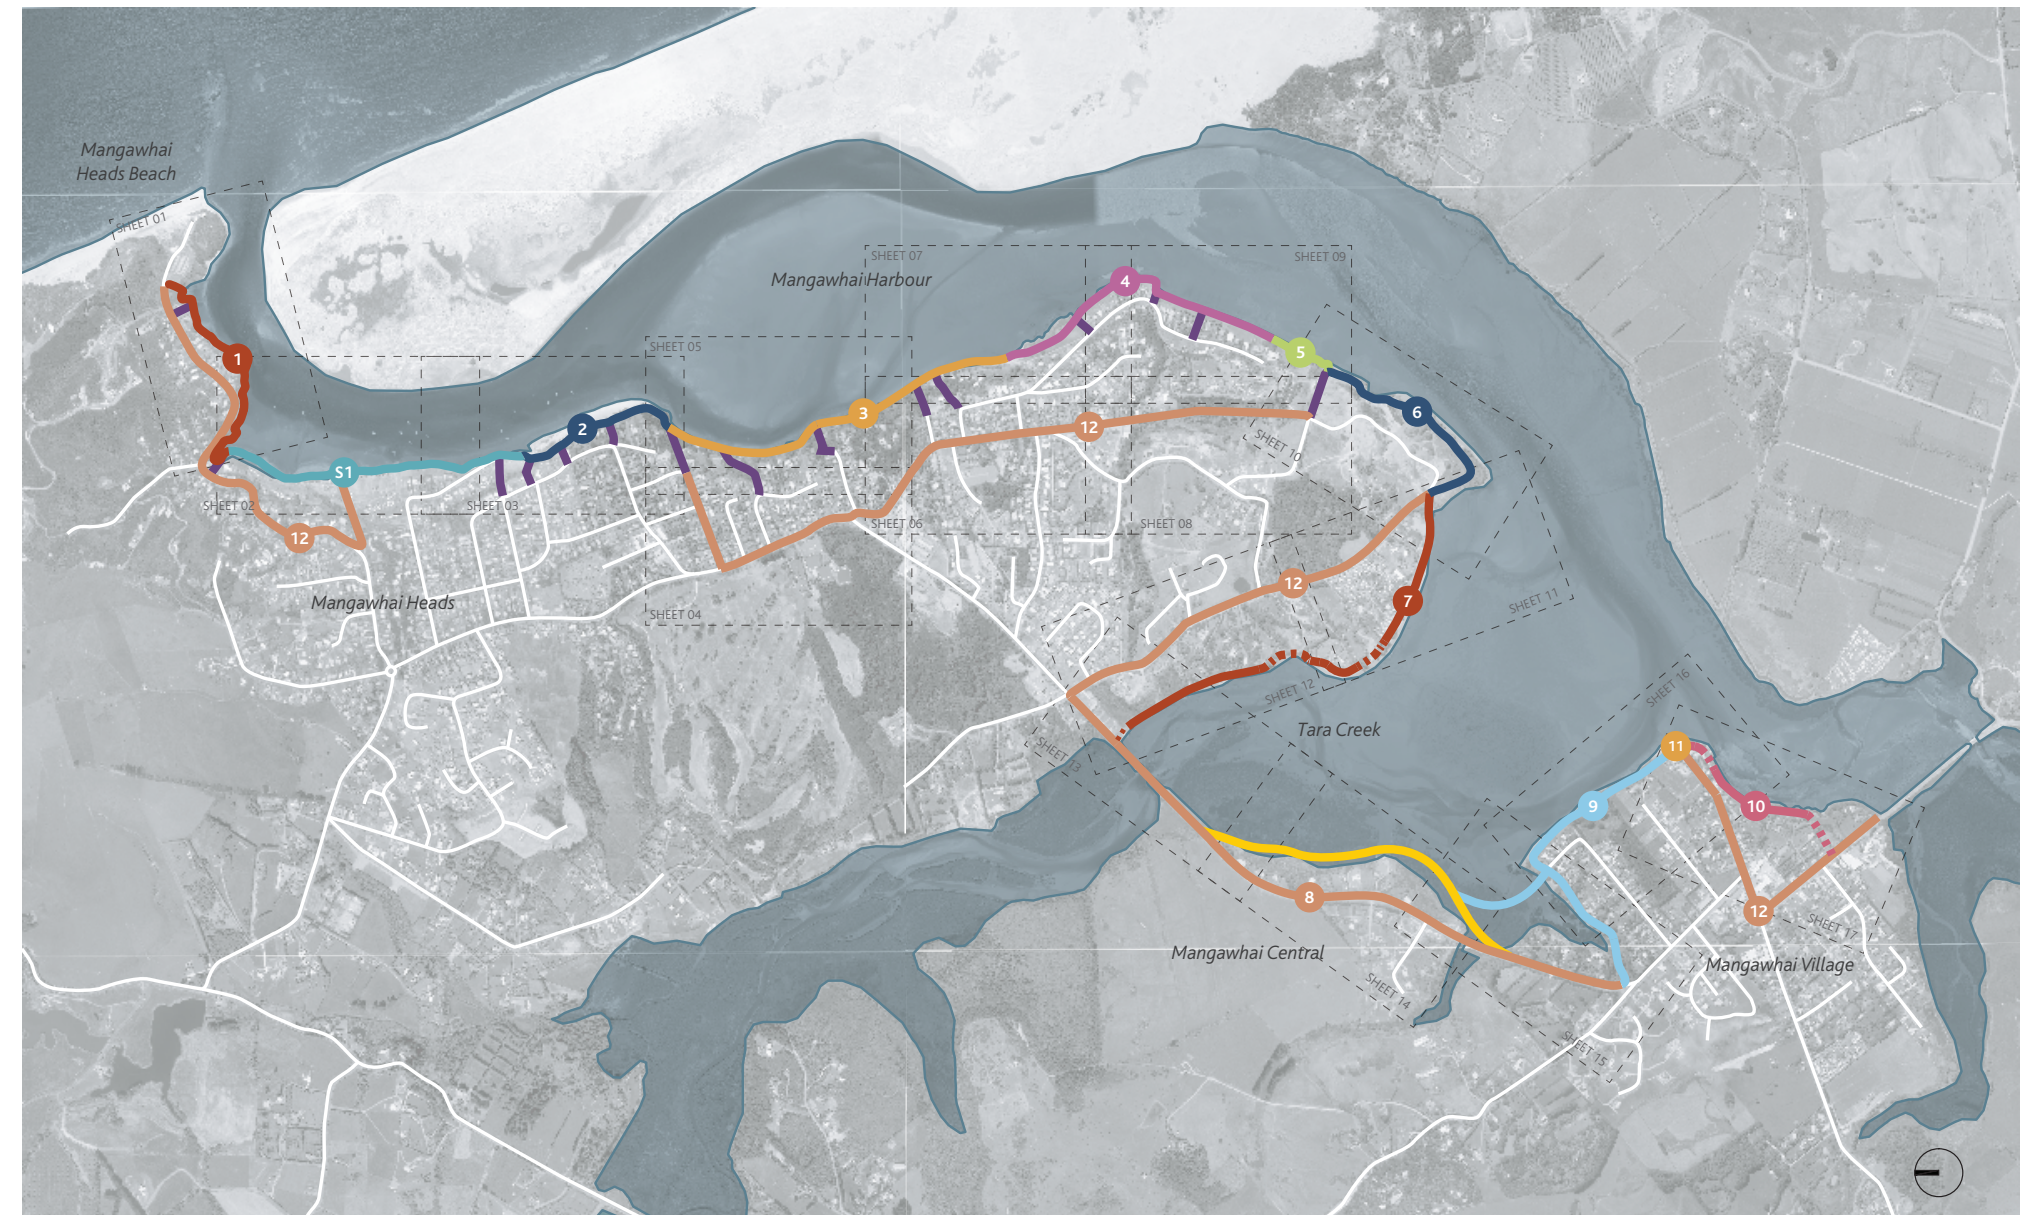 Mangawhai
Heads Beach
SHEET 01
SHEET 07
SHEET 09
Mangawhai Harbour
4
SHEET 05
5
1
3
6
2
12
SHEET 10
S1
SHEET 02
SHEET 03
SHEET 06
SHEET 08
12
12
7
SHEET 11
Mangawhai Heads
SHEET 04
SHEET 16
SHEET 12
Tara Creek
SHEET 13
11
9
10
8
12
SHEET 17
Mangawhai Central
Mangawhai Village
SHEET 14
SHEET 15